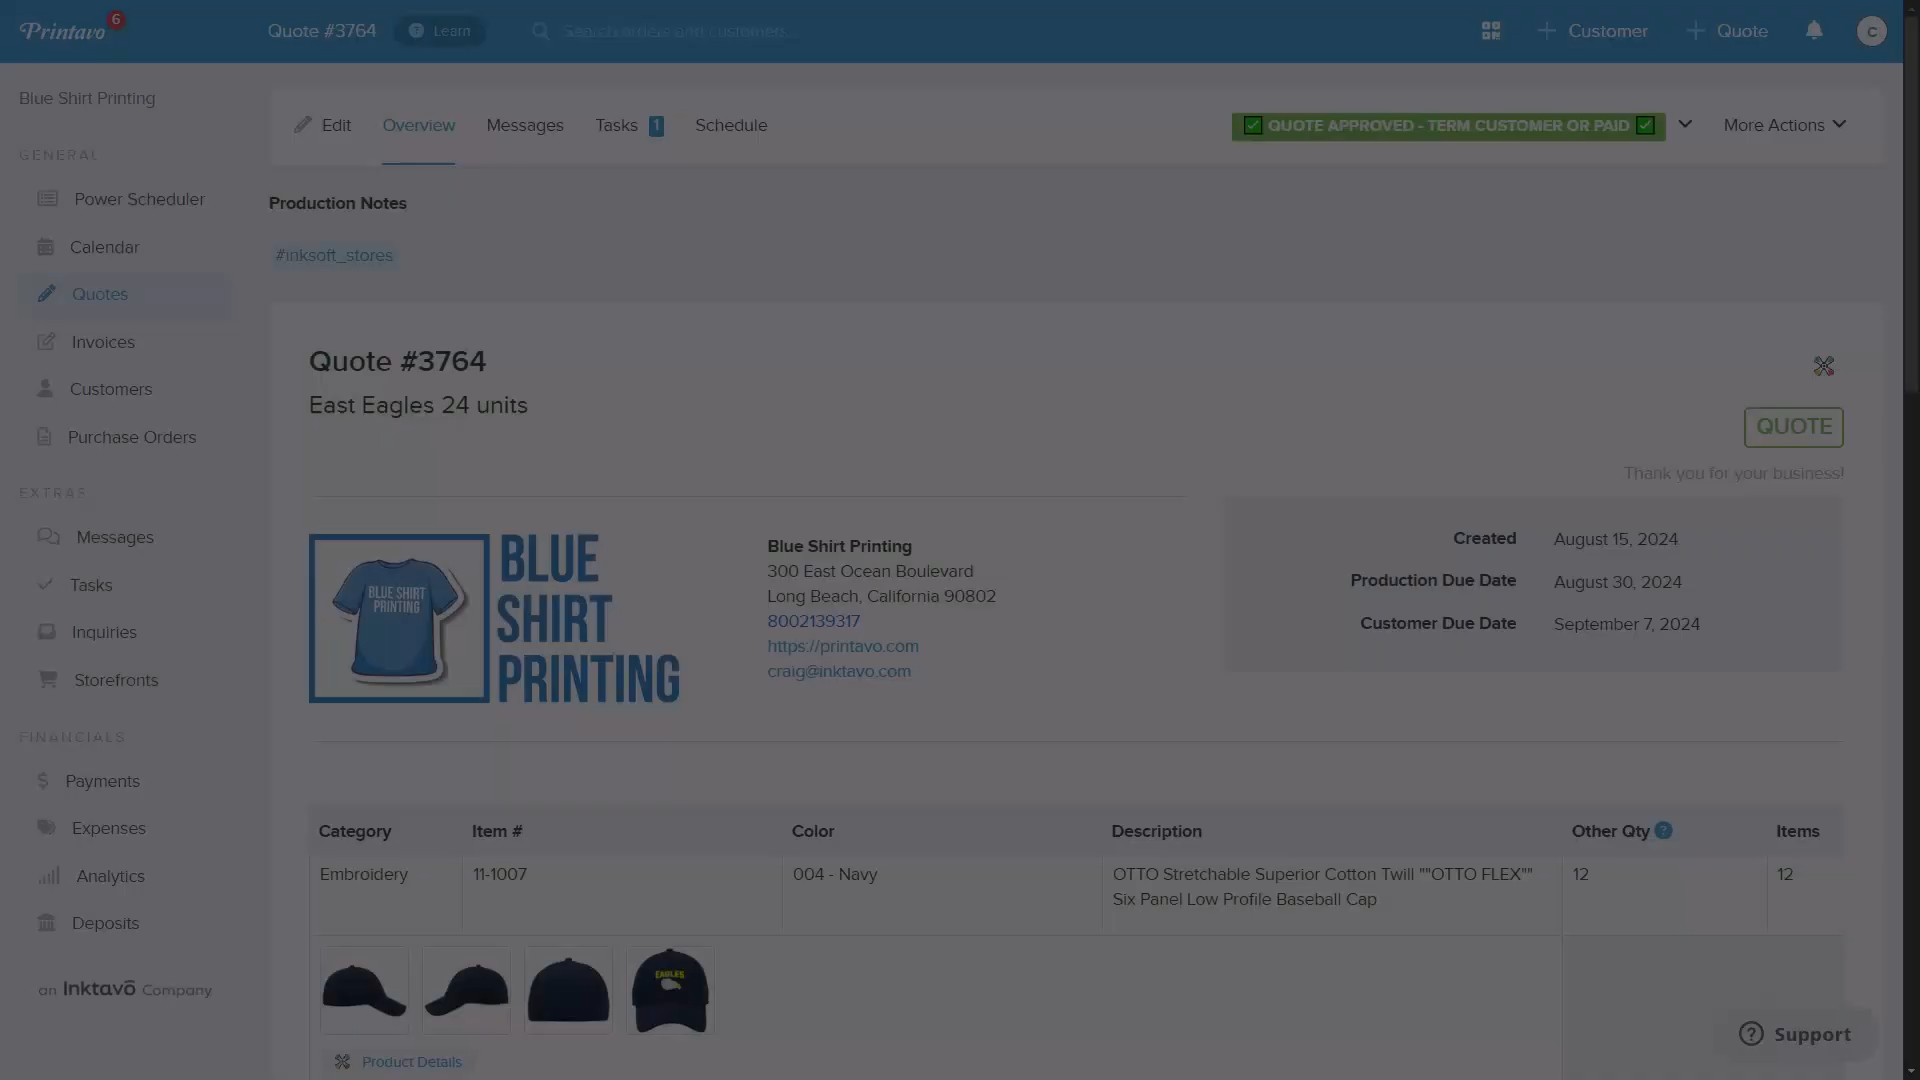 Printavo
6
Quote #3764
Learn
Search orders and customers...
Customer
Quote
C
Blue Shirt Printing
GENERAL
Power Scheduler
Calendar
Quotes
Invoices
Customers
Purchase Orders
EXTRAS
Messages
Tasks
Inquiries
Storefronts
FINANCIALS
Payments
Expenses
Analytics
Deposits
an Inktavo Company
Edit
Overview
Messages
Tasks 1
Schedule
QUOTE APPROVED - TERM CUSTOMER OR PAID
More Actions
Production Notes
#inksoft_stores
Quote #3764
East Eagles 24 units
QUOTE
Thank you for your business!
BLUE SHIRT
PRINTING
BLUE
SHIRT
PRINTING
Blue Shirt Printing
300 East Ocean Boulevard
Long Beach, California 90802
8002139317
https://printavo.com
craig@inktavo.com
Created August 15, 2024
Production Due Date August 30, 2024
Customer Due Date September 7, 2024
Category Item # Color Description Other Qty ? Items
Embroidery 11-1007 004 - Navy OTTO Stretchable Superior Cotton Twill ""OTTO FLEX"" 12 12
Six Panel Low Profile Baseball Cap
EAGLES
Product Details
? Support